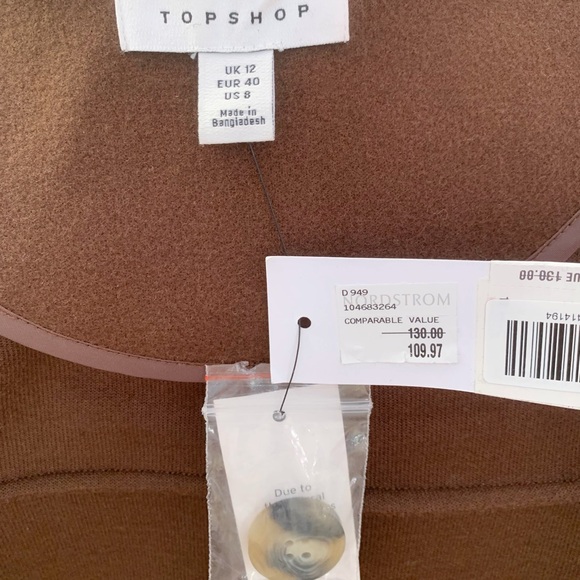 TOPSHOP
UK 12
EUR 40
US 8
Made in
Bangladesh
D 949
NORDSTROM
104683264
COMPARABLE VALUE
130.00
109.97
UE 130.00
414194
Due to